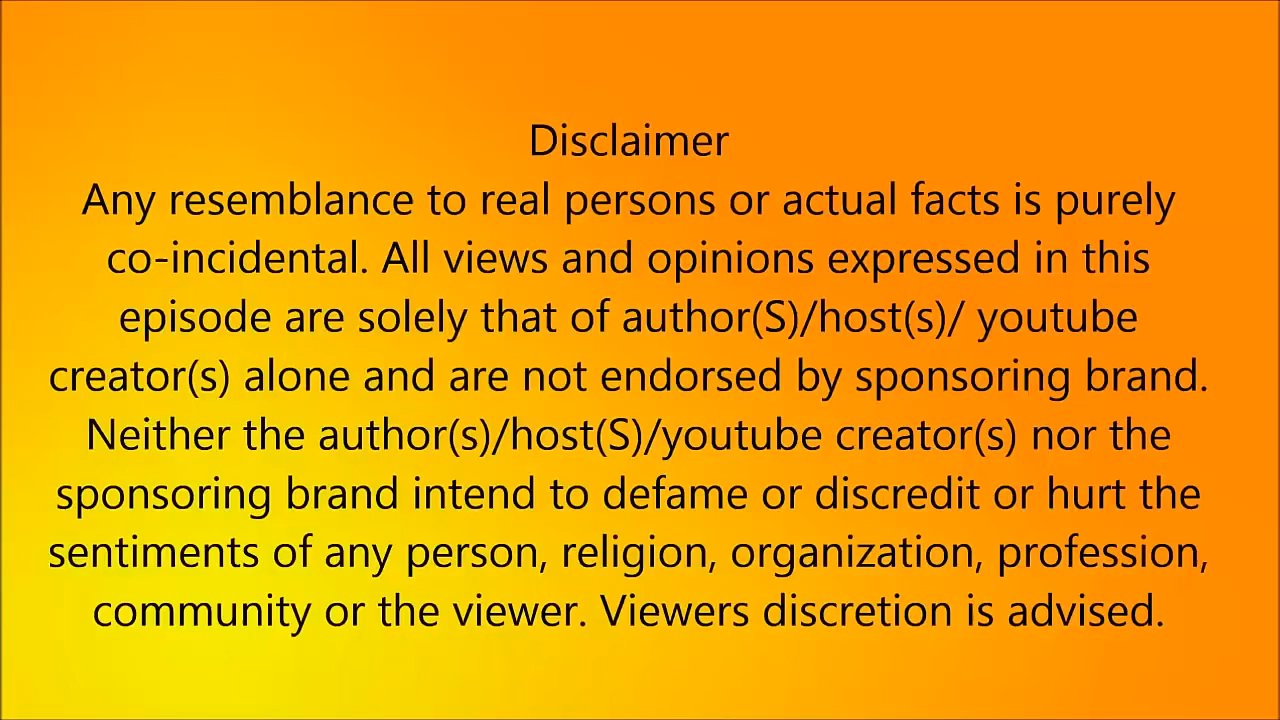 Disclaimer
Any resemblance to real persons or actual facts is purely
co-incidental. All views and opinions expressed in this
episode are solely that of author(S)/host(s)/ youtube
creator(s) alone and are not endorsed by sponsoring brand.
Neither the author(s)/host(S)/youtube creator(s) nor the
sponsoring brand intend to defame or discredit or hurt the
sentiments of any person, religion, organization, profession,
community or the viewer. Viewers discretion is advised.